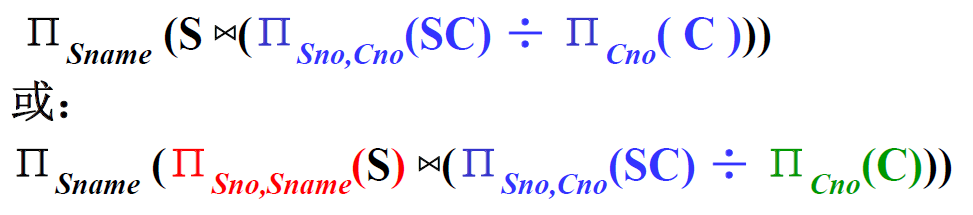 Π Sname (S ⋈(Π Sno,Cno(SC) ÷ Π Cno( C )))
或：
Π Sname (Π Sno,Sname(S) ⋈(Π Sno,Cno(SC) ÷ Π Cno(C)))